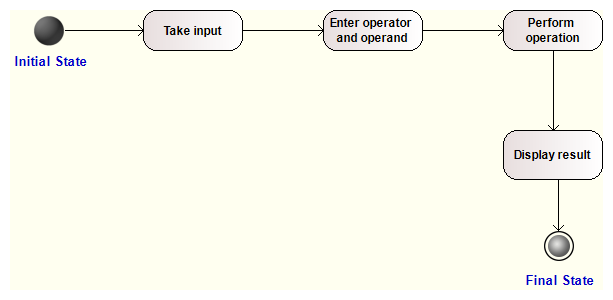 Take input
Enter operator
and operand
Perform
operation
Initial State
Display result
Final State